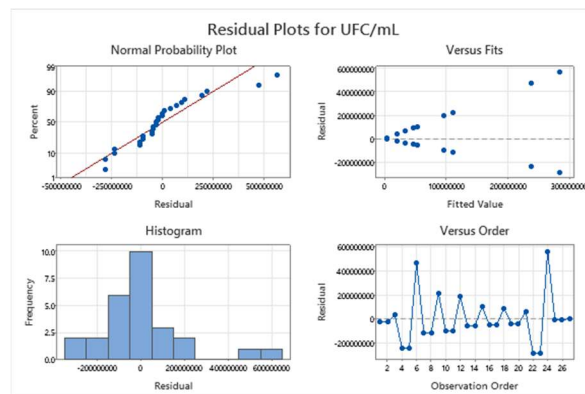 Residual Plots for UFC/mL
Normal Probability Plot
Percent
99
90
50
10
1
-500000000 -250000000 0 250000000 500000000
Residual
Versus Fits
Residual
600000000
400000000
200000000
0
-200000000
0 100000000 200000000 300000000
Fitted Value
Histogram
Frequency
10.0
7.5
5.0
2.5
0.0
-200000000 0 200000000 400000000 600000000
Residual
Versus Order
Residual
600000000
400000000
200000000
0
-200000000
2 4 6 8 10 12 14 16 18 20 22 24 26
Observation Order